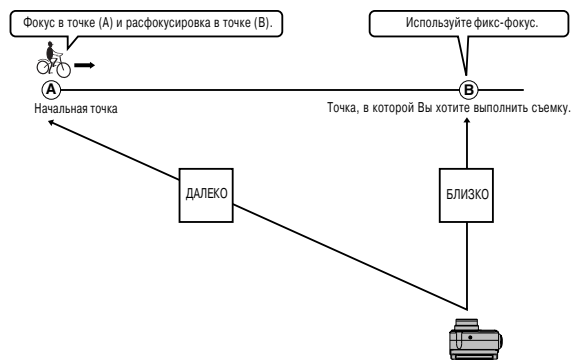 Фокус в точке (A) и расфокусировка в точке (B).
Используйте фикс-фокус.
A
B
Начальная точка
Точка, в которой Вы хотите выполнить съемку.
ДАЛЕКО
БЛИЗКО